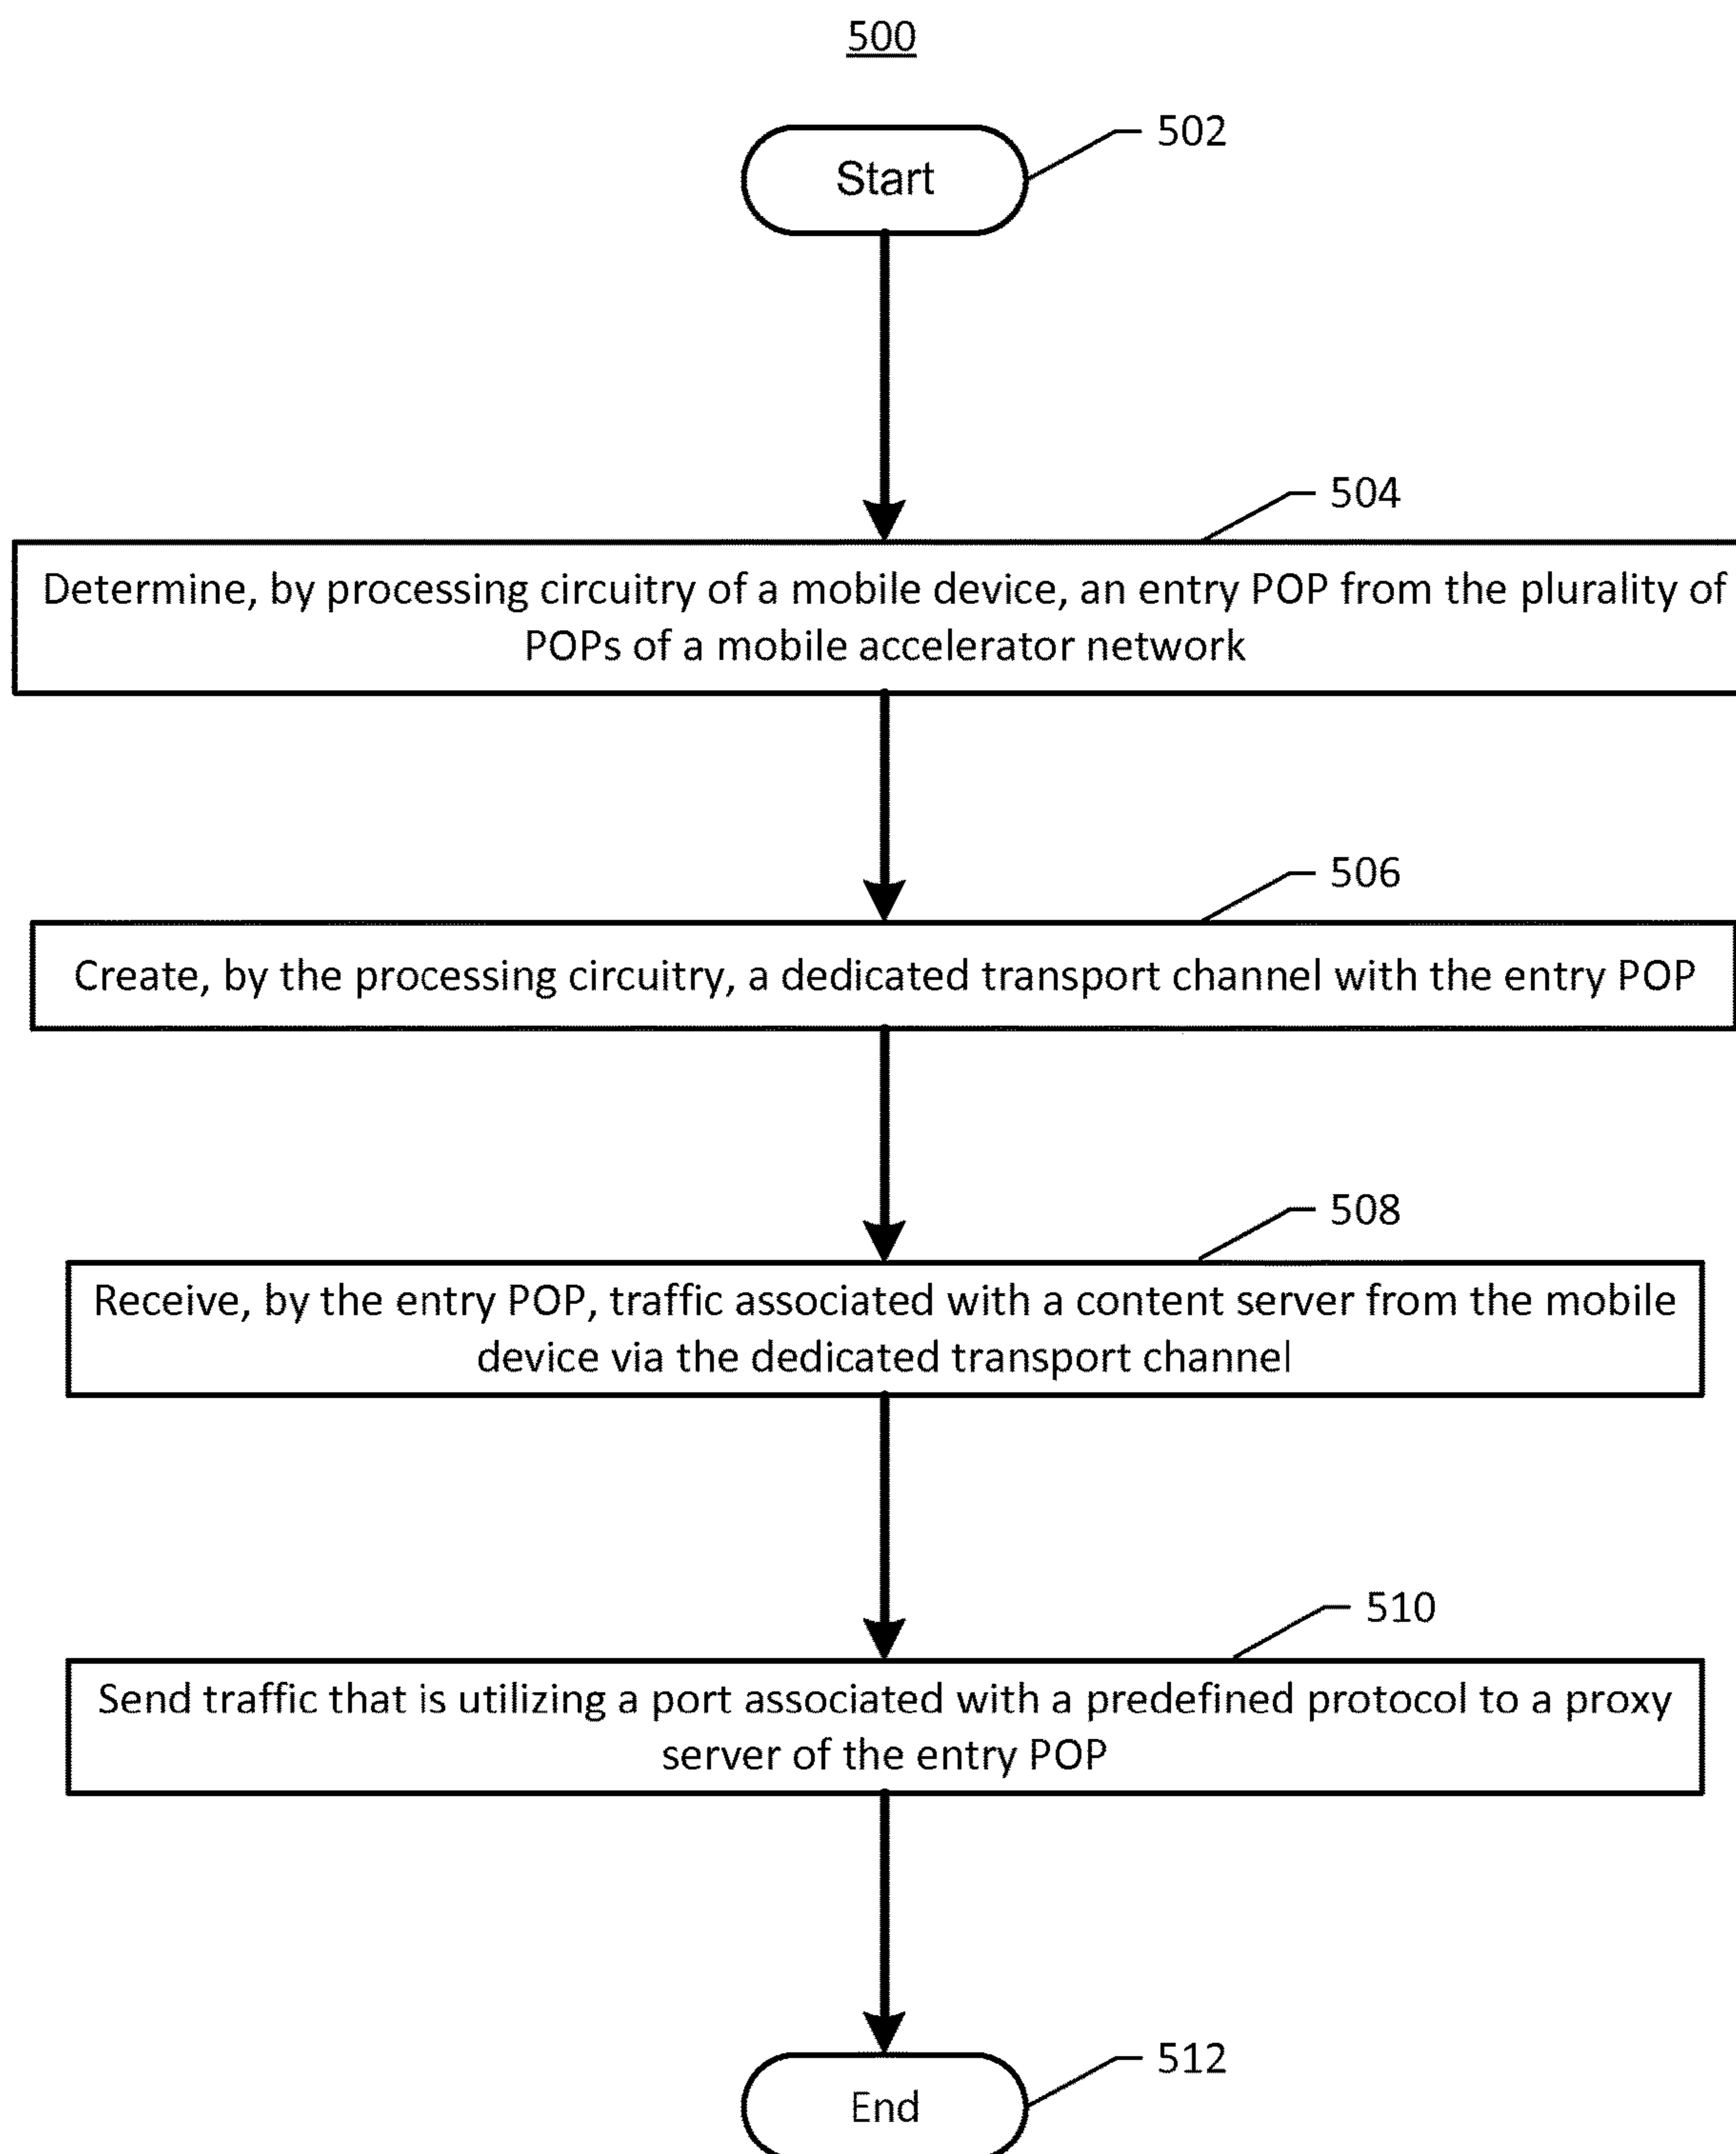 500
502
Start
504
Determine, by processing circuitry of a mobile device, an entry POP from the plurality of
POPs of a mobile accelerator network
506
Create, by the processing circuitry, a dedicated transport channel with the entry POP
508
Receive, by the entry POP, traffic associated with a content server from the mobile
device via the dedicated transport channel
510
Send traffic that is utilizing a port associated with a predefined protocol to a proxy
server of the entry POP
512
End